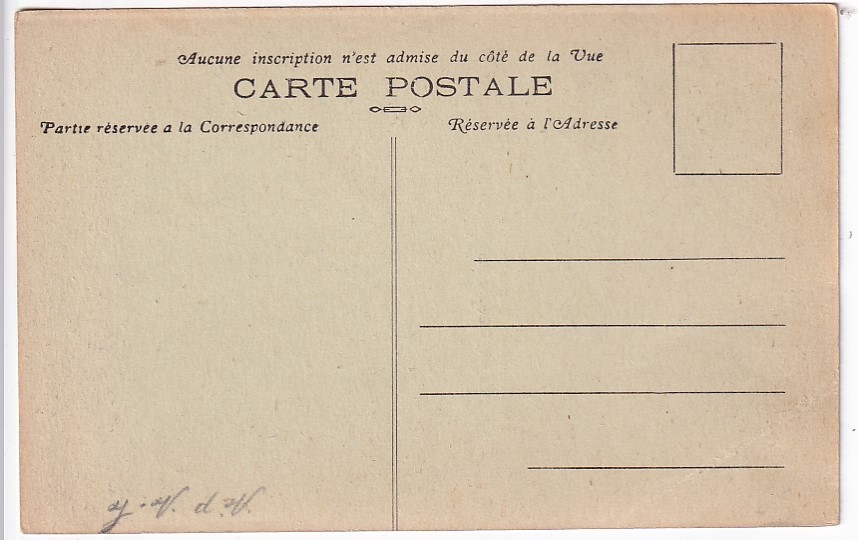 Aucune inscription n'est admise du côté de la Vue
CARTE POSTALE
Partie réservée a la Correspondance
Réservée à l'Adresse